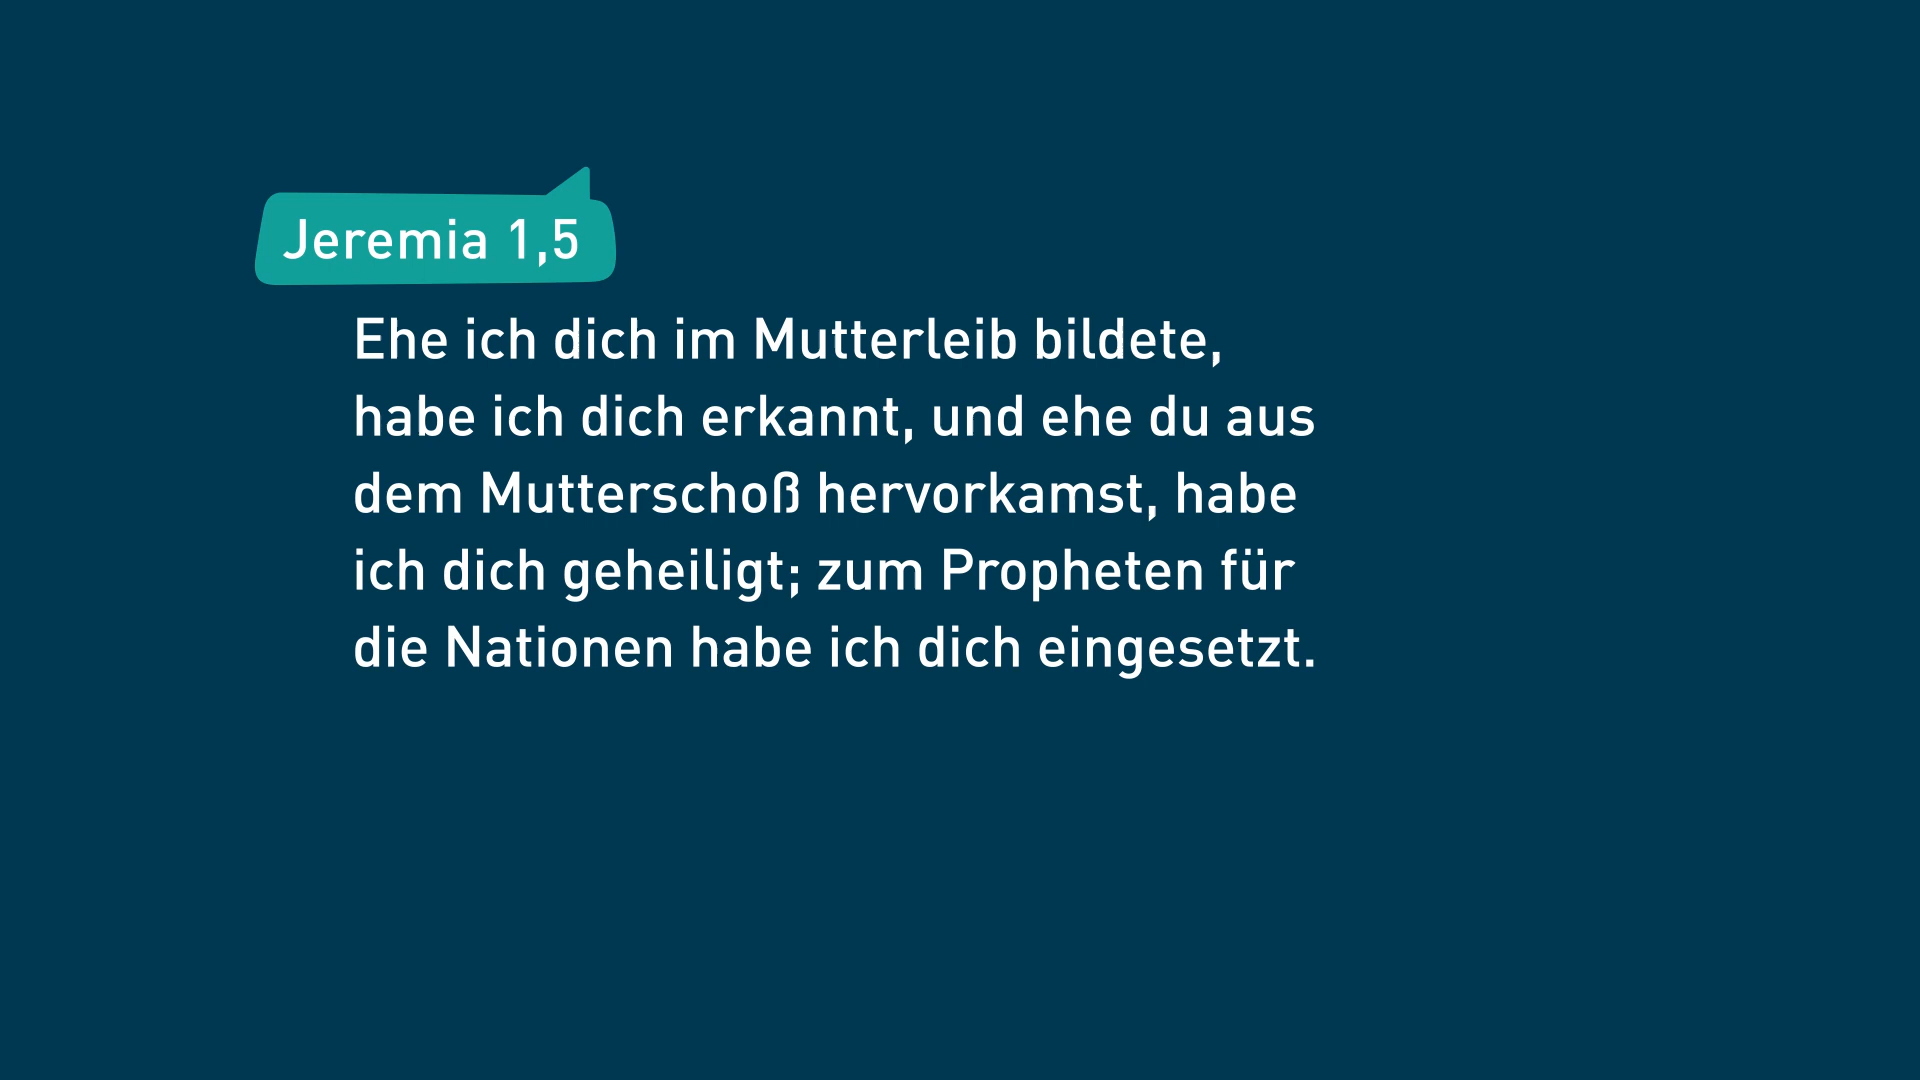 Jeremia 1,5
Ehe ich dich im Mutterleib bildete,
habe ich dich erkannt, und ehe du aus
dem Mutterschoß hervorkamst, habe
ich dich geheiligt; zum Propheten für
die Nationen habe ich dich eingesetzt.